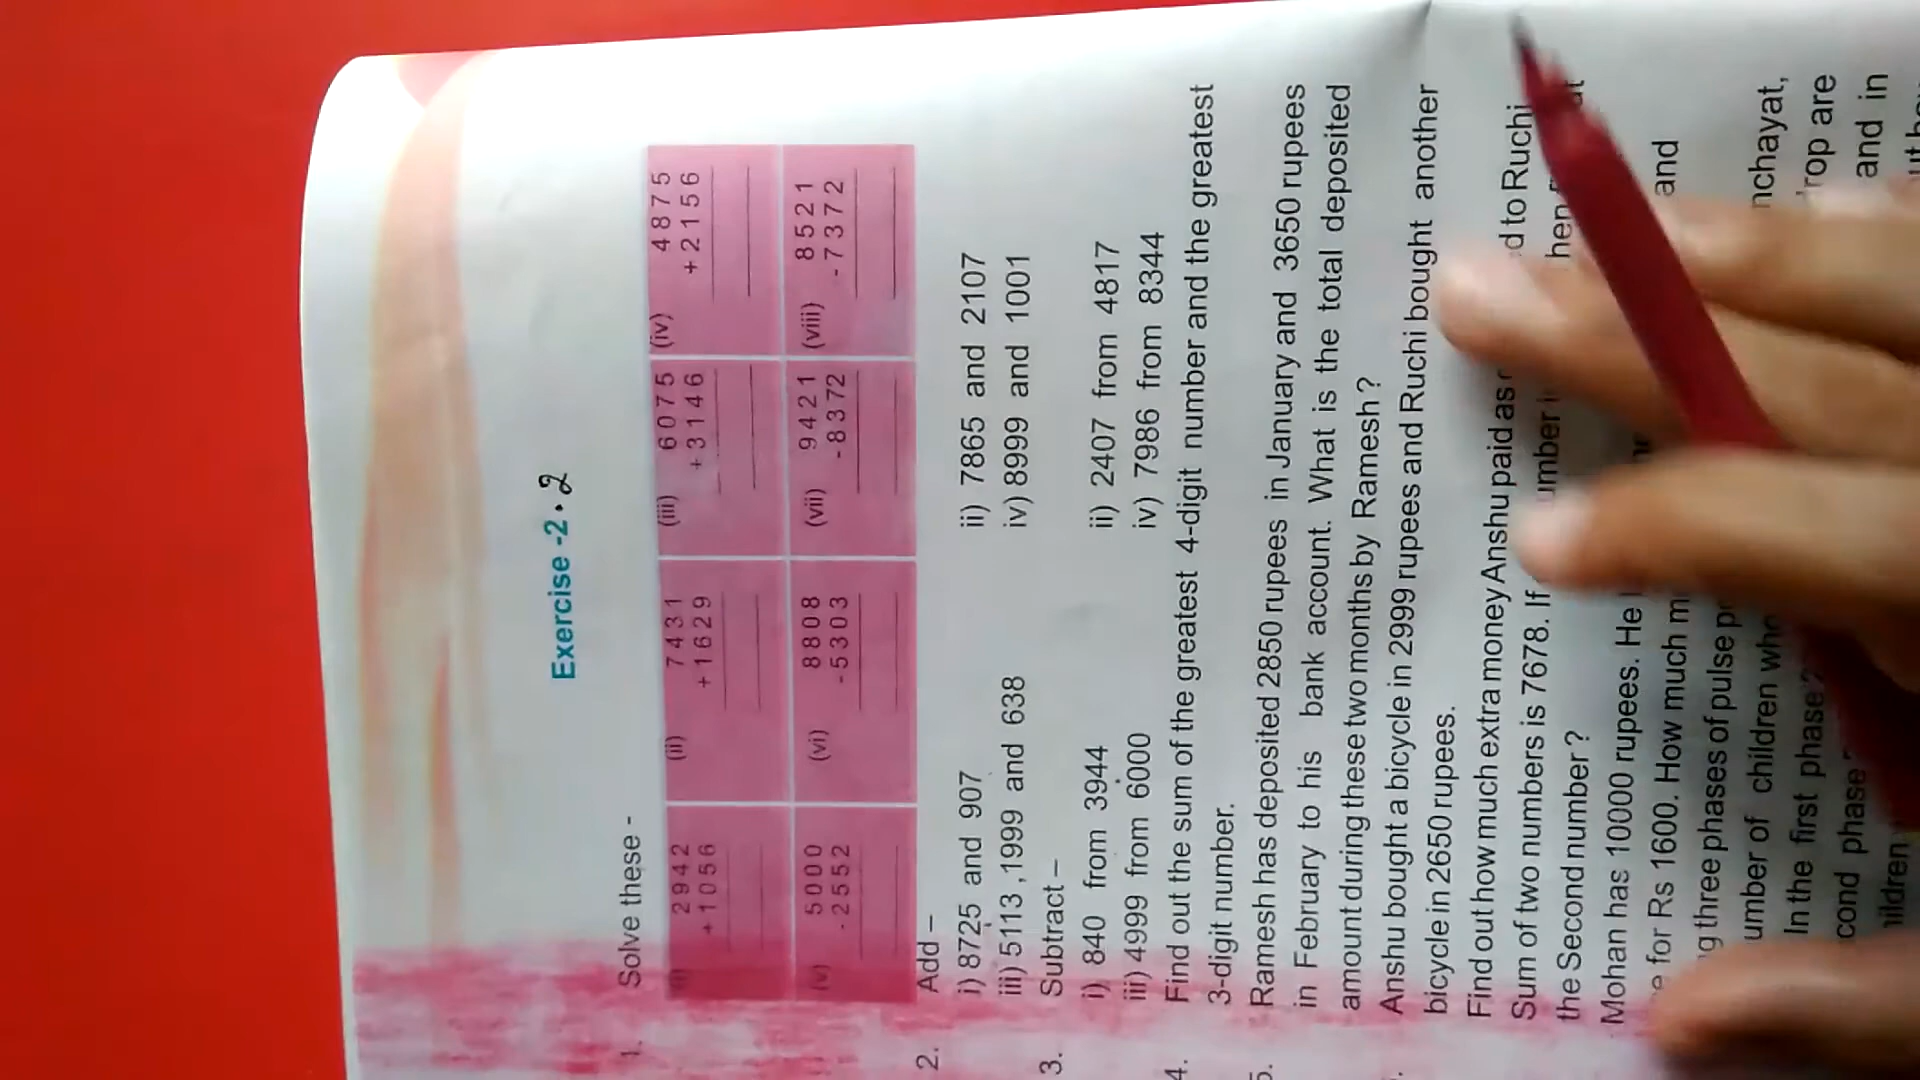 Exercise -2.2
1. Solve these -
(i) 2942 (ii) 7431 (iii) 6075 (iv) 4875
+1056 +1629 +3146 +2156
(v) 5000 (vi) 8808 (vii) 9421 (viii) 8521
-2552 -5303 -8372 -7372
2. Add –
i) 8725 and 907 ii) 7865 and 2107
iii) 5113 ,1999 and 638 iv) 8999 and 1001
3. Subtract –
i) 840 from 3944 ii) 2407 from 4817
iii) 4999 from 6000 iv) 7986 from 8344
4. Find out the sum of the greatest 4-digit number and the greatest
3-digit number.
5. Ramesh has deposited 2850 rupees in January and 3650 rupees
in February to his bank account. What is the total deposited
amount during these two months by Ramesh ?
Anshu bought a bicycle in 2999 rupees and Ruchi bought another
bicycle in 2650 rupees.
Find out how much extra money Anshu paid as to Ruchi
Sum of two numbers is 7678. If
the Second number ?
Mohan has 10000 rupees. He and
for Rs 1600. How much
three phases of pulse
of children
In the first phase
phase and in